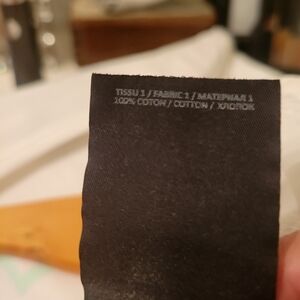 TISSU 1 / FABRIC 1 / МАТЕРИАЛ 1
100% COTON / COTTON / ХЛОПОК